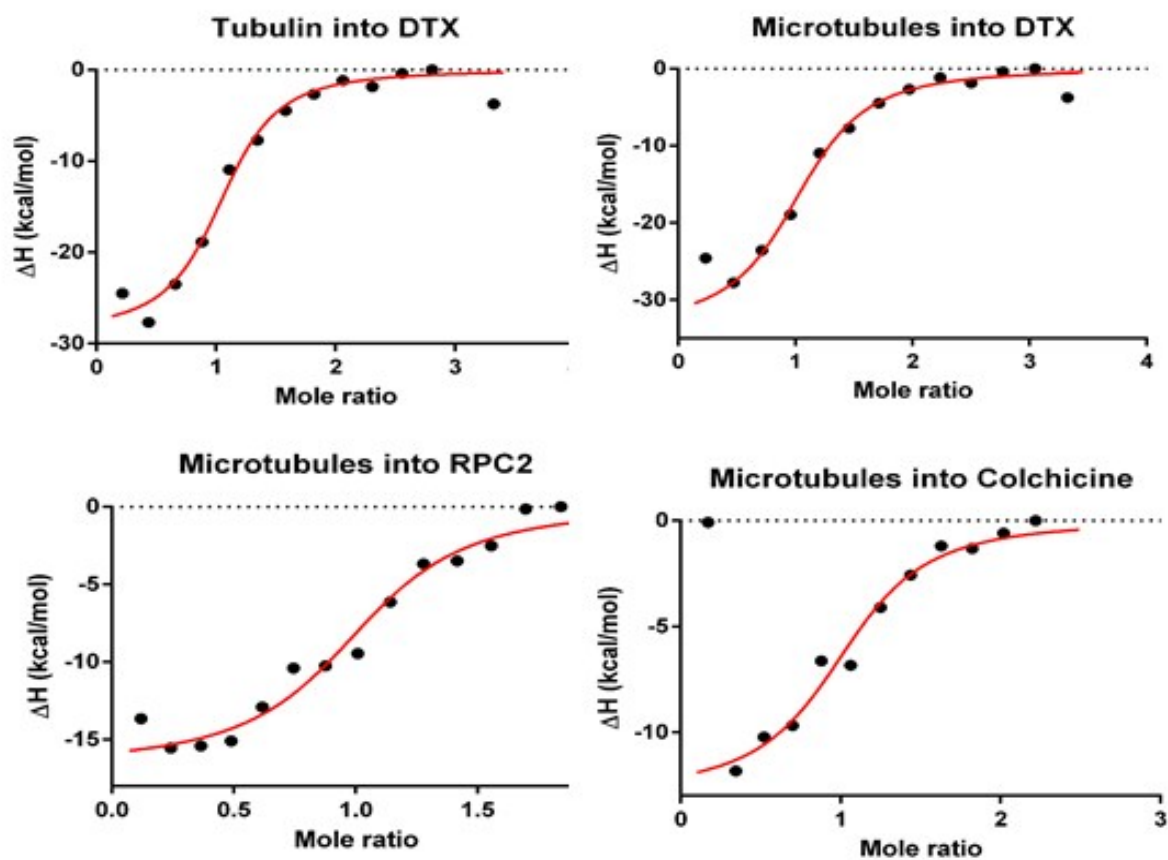 Tubulin into DTX
0
-10
-20
-30
ΔH (kcal/mol)
0 1 2 3
Mole ratio
Microtubules into DTX
0
-10
-20
-30
ΔH (kcal/mol)
0 1 2 3 4
Mole ratio
Microtubules into RPC2
0
-5
-10
-15
ΔH (kcal/mol)
0.0 0.5 1.0 1.5
Mole ratio
Microtubules into Colchicine
0
-5
-10
ΔH (kcal/mol)
0 1 2 3
Mole ratio